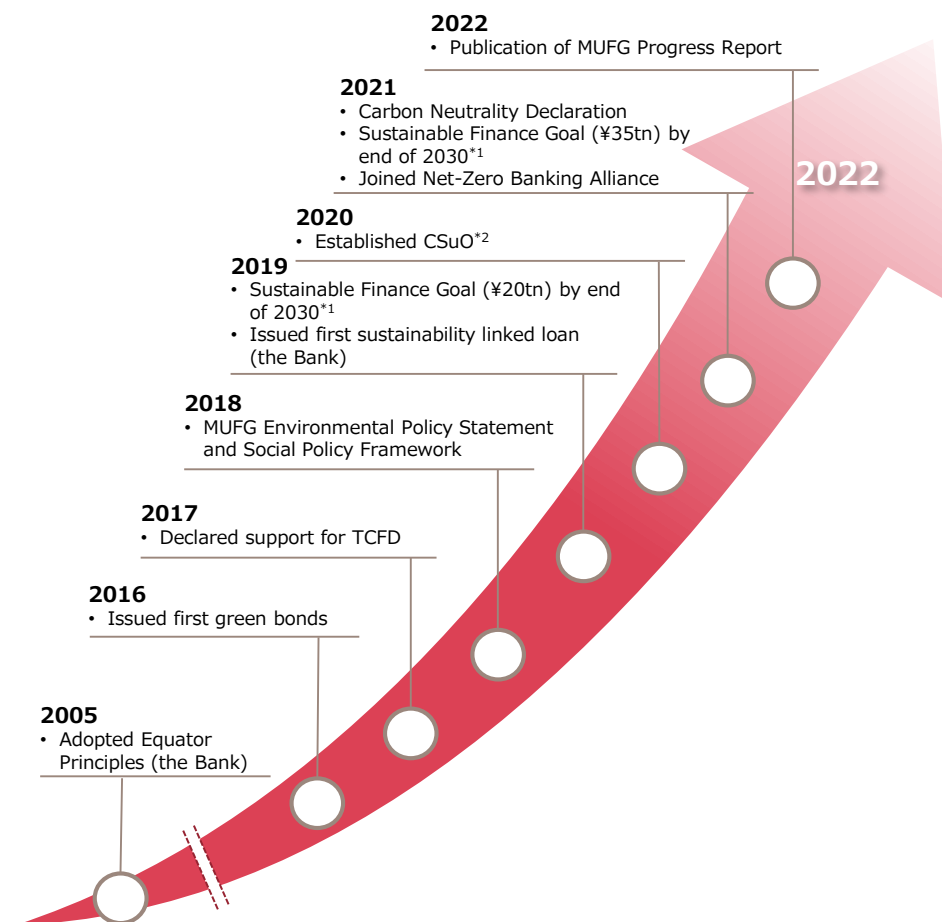 2022
• Publication of MUFG Progress Report
2021
• Carbon Neutrality Declaration
• Sustainable Finance Goal (¥35tn) by
end of 2030*1
• Joined Net-Zero Banking Alliance
2022
2020
• Established CSuO*2
2019
• Sustainable Finance Goal (¥20tn) by end
of 2030*1
• Issued first sustainability linked loan
(the Bank)
2018
• MUFG Environmental Policy Statement
and Social Policy Framework
2017
• Declared support for TCFD
2016
• Issued first green bonds
2005
• Adopted Equator
Principles (the Bank)